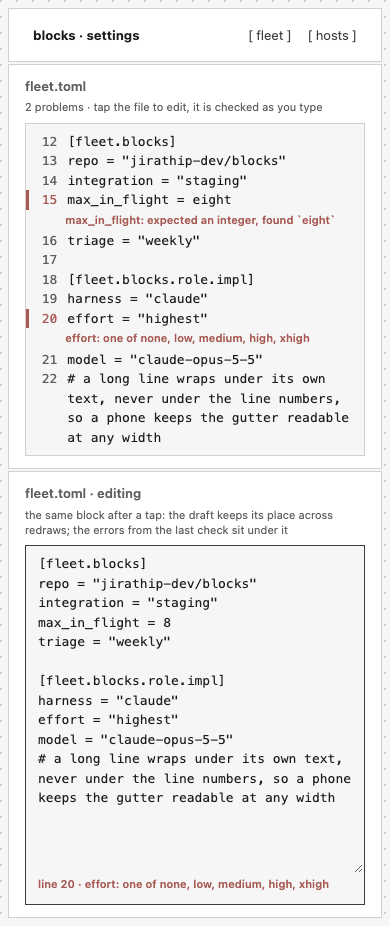 blocks · settings [ fleet ] [ hosts ]
fleet.toml
2 problems · tap the file to edit, it is checked as you type
12 [fleet.blocks]
13 repo = "jirathip-dev/blocks"
14 integration = "staging"
15 max_in_flight = eight
max_in_flight: expected an integer, found `eight`
16 triage = "weekly"
17
18 [fleet.blocks.role.impl]
19 harness = "claude"
20 effort = "highest"
effort: one of none, low, medium, high, xhigh
21 model = "claude-opus-5-5"
22 # a long line wraps under its own
text, never under the line numbers,
so a phone keeps the gutter readable
at any width
fleet.toml · editing
the same block after a tap: the draft keeps its place across
redraws; the errors from the last check sit under it
[fleet.blocks]
repo = "jirathip-dev/blocks"
integration = "staging"
max_in_flight = 8
triage = "weekly"
[fleet.blocks.role.impl]
harness = "claude"
effort = "highest"
model = "claude-opus-5-5"
# a long line wraps under its own text,
never under the line numbers, so a phone
keeps the gutter readable at any width
line 20 · effort: one of none, low, medium, high, xhigh